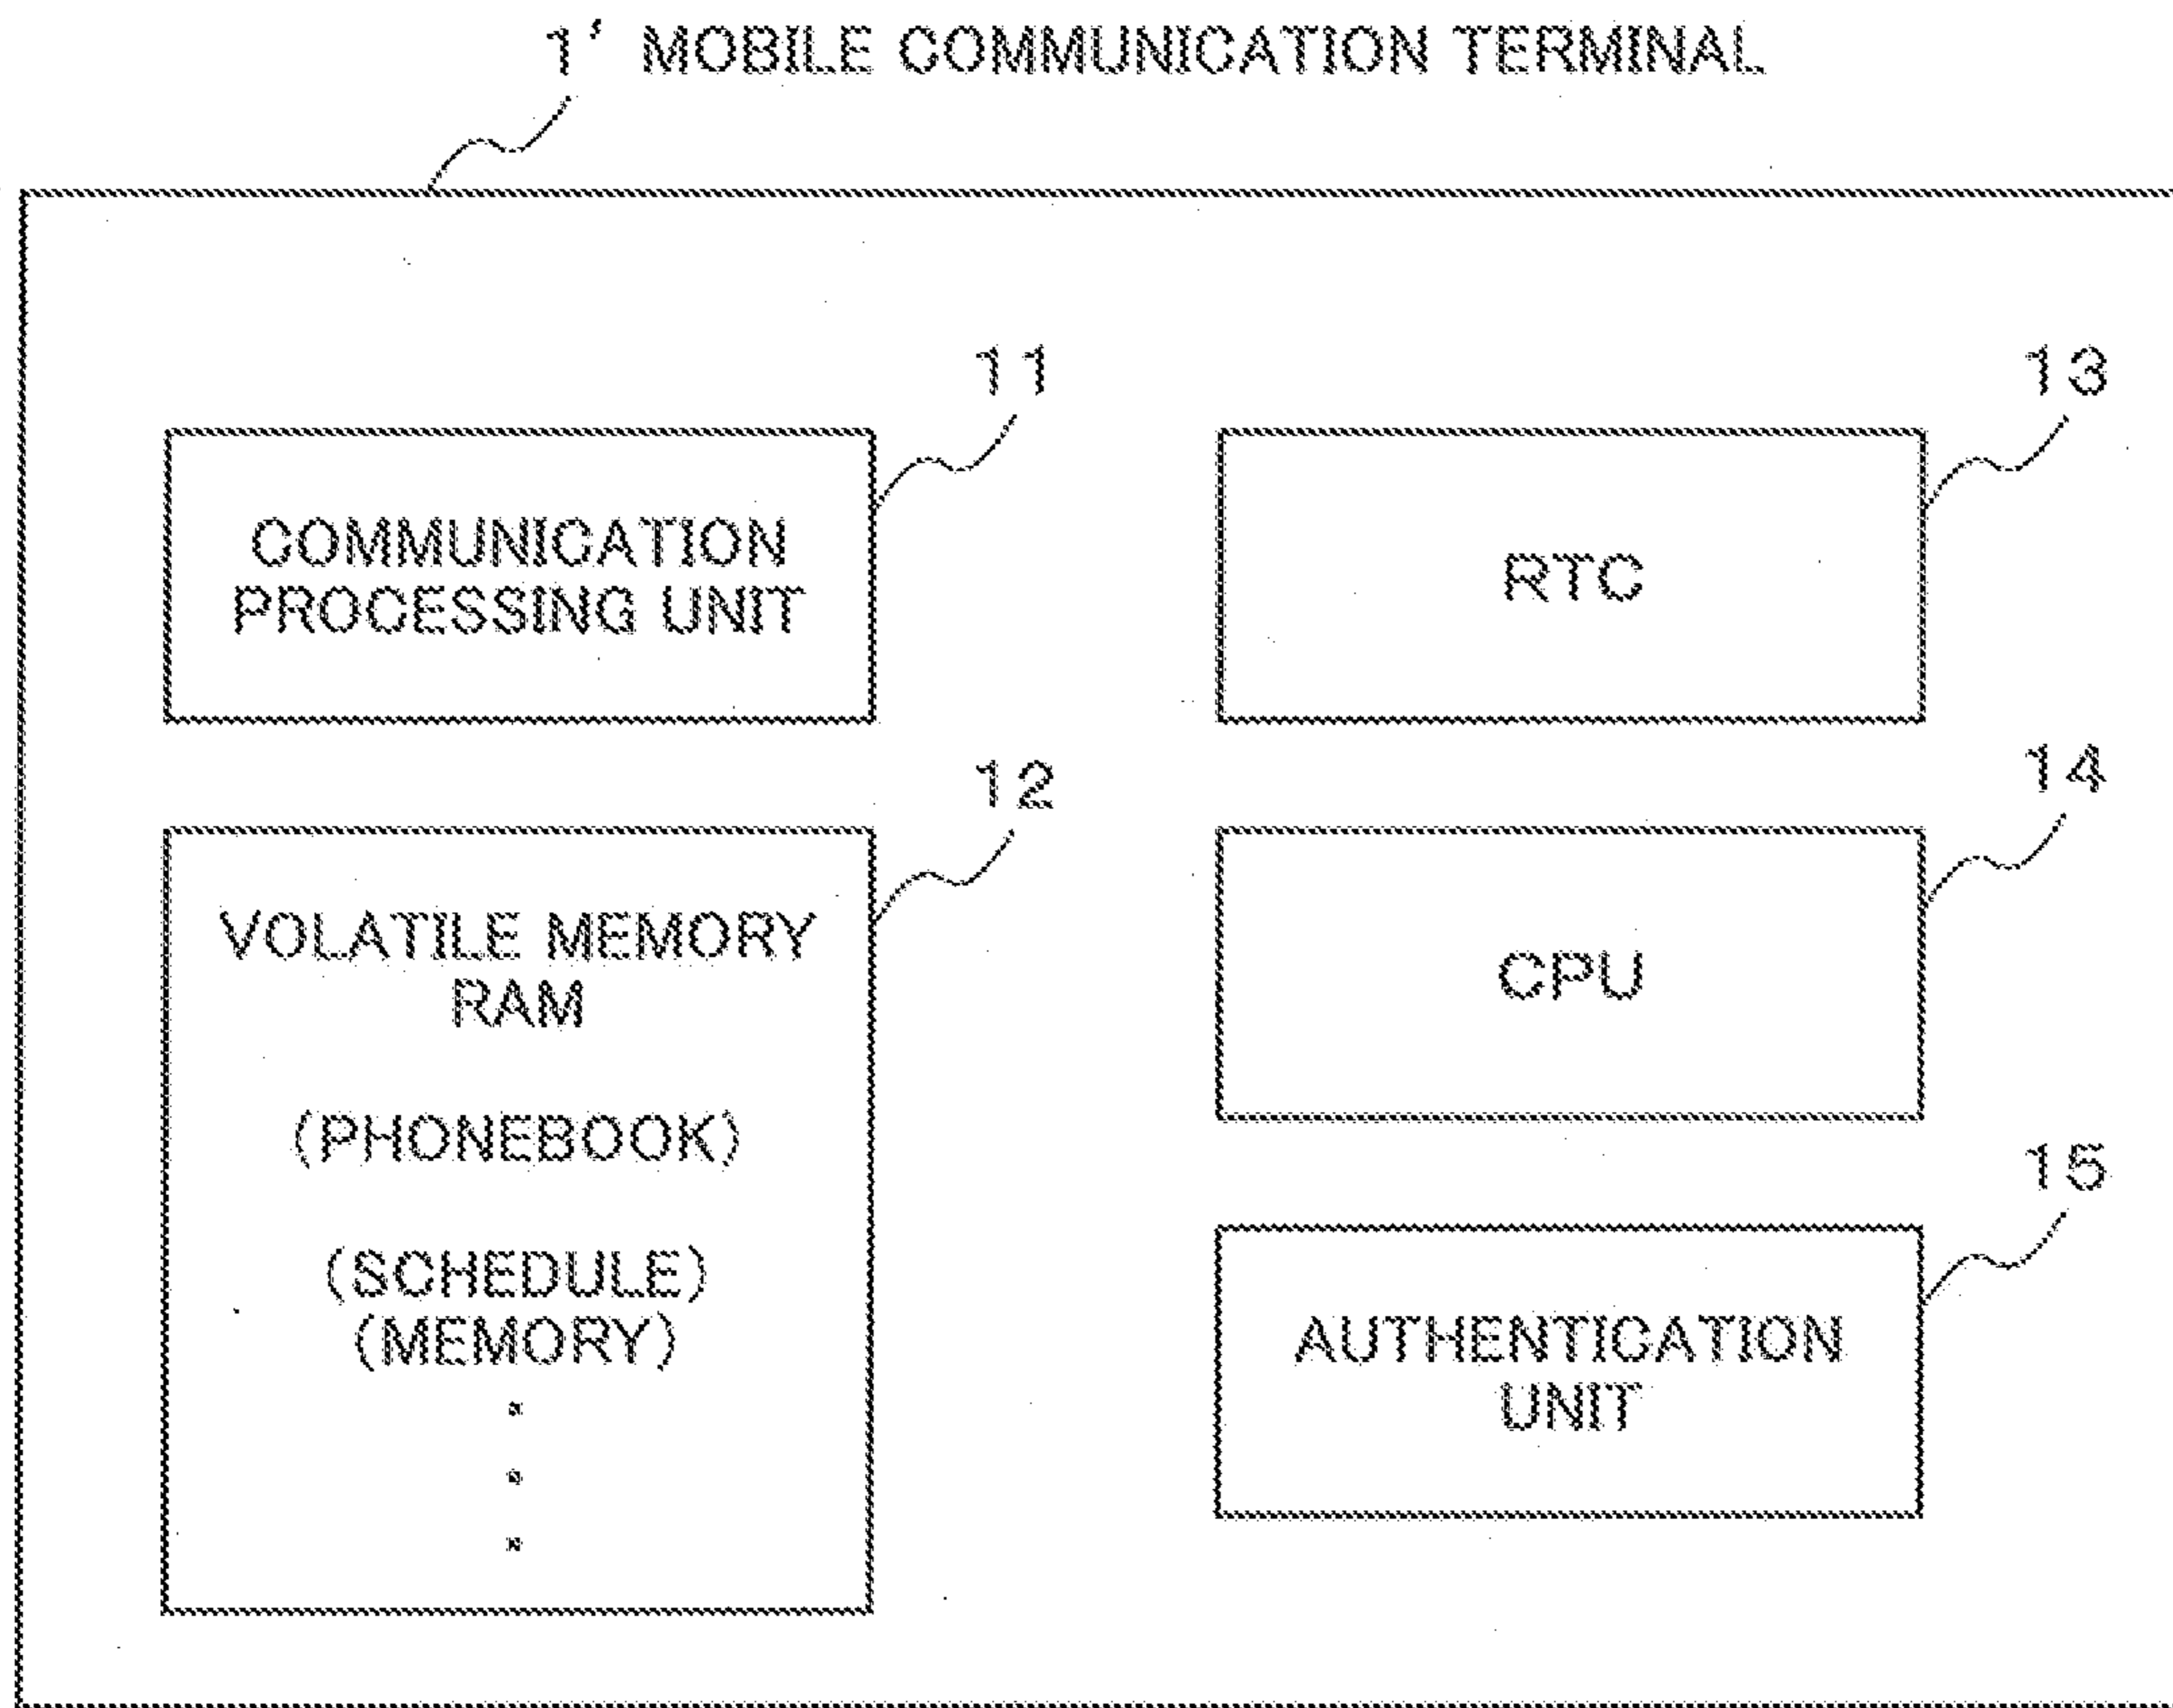 1' MOBILE COMMUNICATION TERMINAL
11
COMMUNICATION
PROCESSING UNIT
12
VOLATILE MEMORY
RAM
(PHONEBOOK)
(SCHEDULE)
(MEMORY)
13
RTC
14
CPU
15
AUTHENTICATION
UNIT